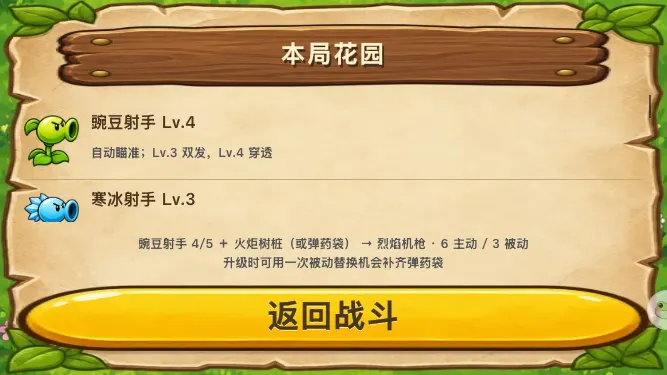 本局花园
豌豆射手 Lv.4
自动瞄准；Lv.3 双发，Lv.4 穿透
寒冰射手 Lv.3
豌豆射手 4/5 + 火炬树桩（或弹药袋） → 烈焰机枪 · 6 主动 / 3 被动
升级时可用一次被动替换机会补齐弹药袋
返回战斗